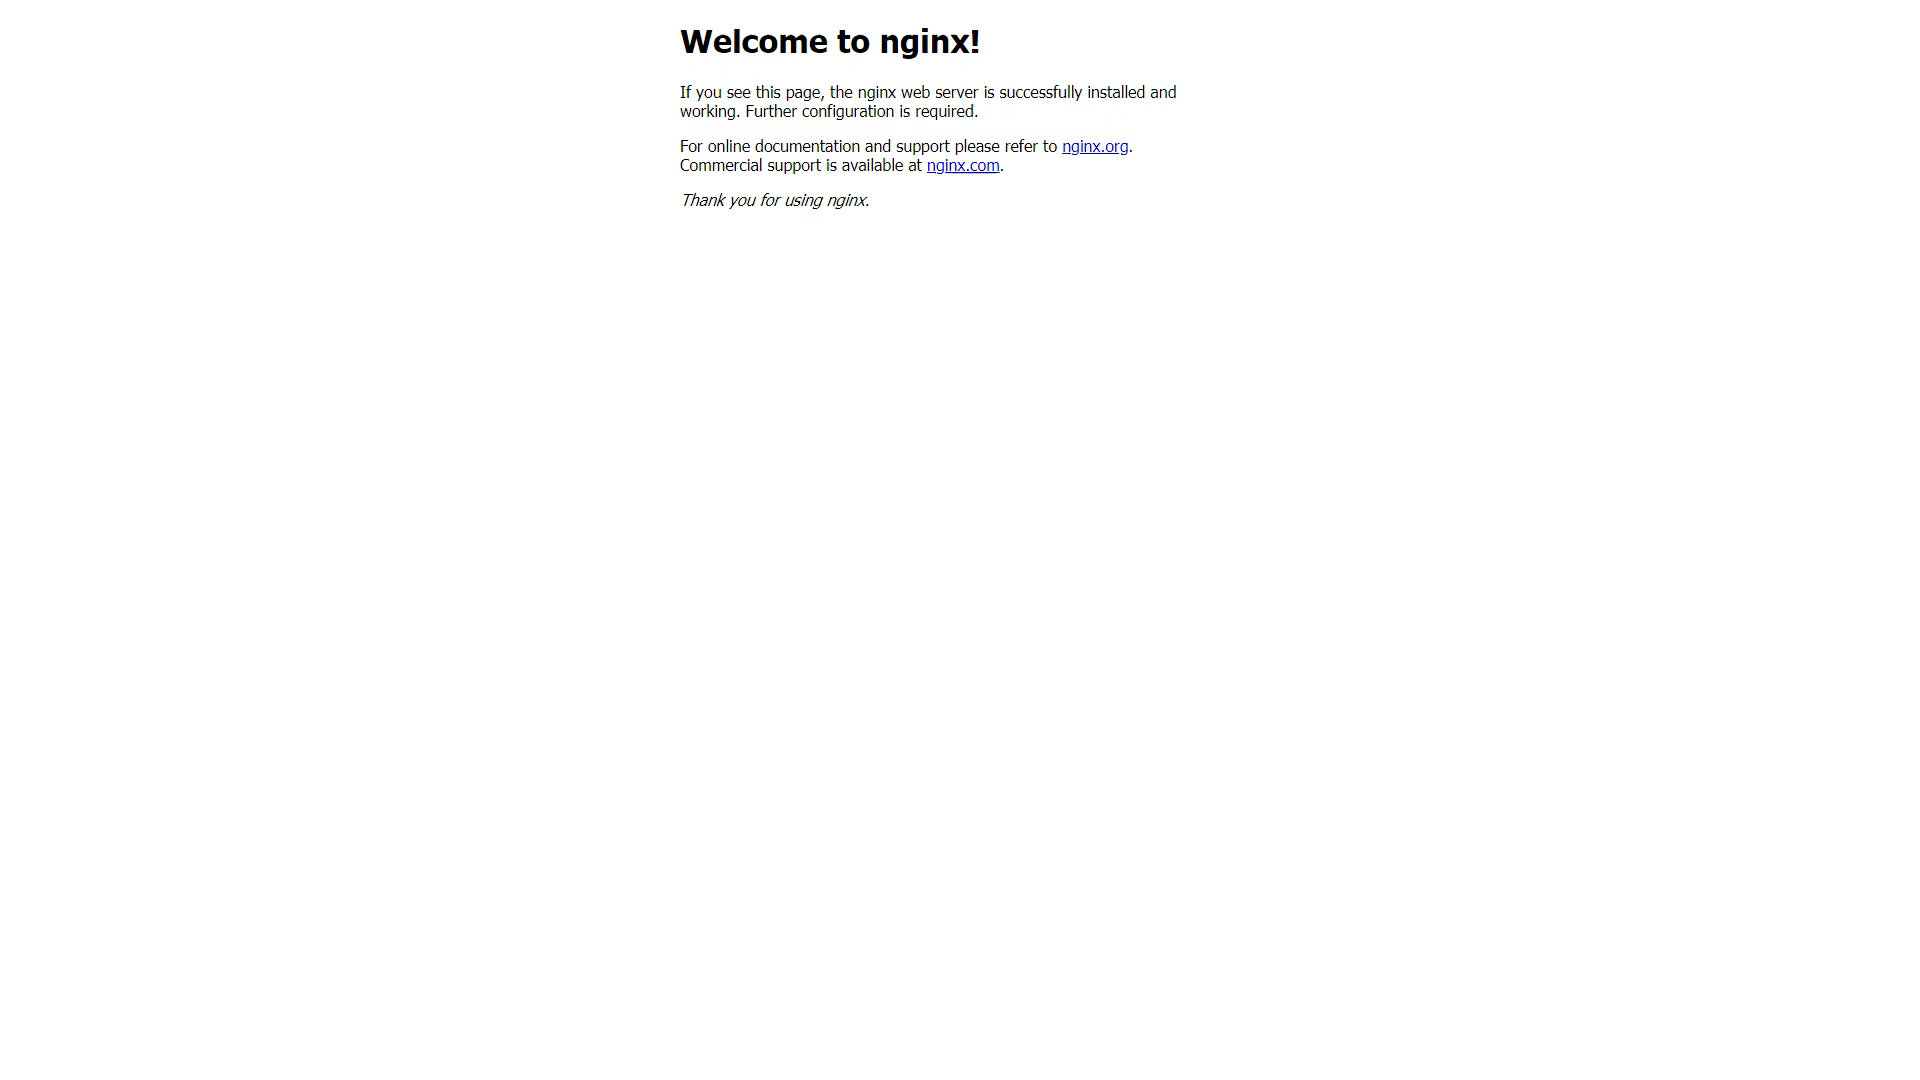 Welcome to nginx!
If you see this page, the nginx web server is successfully installed and
working. Further configuration is required.
For online documentation and support please refer to nginx.org.
Commercial support is available at nginx.com.
Thank you for using nginx.